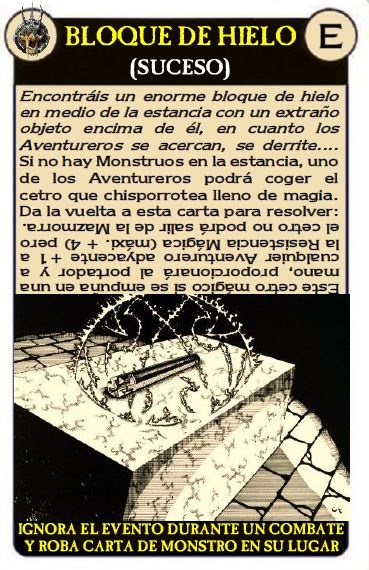 BLOQUE DE HIELO
E
(SUCESO)
Encontráis un enorme bloque de hielo
en medio de la estancia con un extraño
objeto encima de él, en cuanto los
Aventureros se acercan, se derrite....
Si no hay Monstruos en la estancia, uno
de los Aventureros podrá coger el
cetro que chisporrotea lleno de magia.
Da la vuelta a esta carta para resolver:
Este cetro mágico si se empuña en una
mano, proporcionará al portador y a
cualquier Aventurero adyacente +1 a
la Resistencia Mágica (máx. + 4) pero
el cetro no podrá salir de la Mazmorra.
IGNORA EL EVENTO DURANTE UN COMBATE
Y ROBA CARTA DE MONSTRO EN SU LUGAR